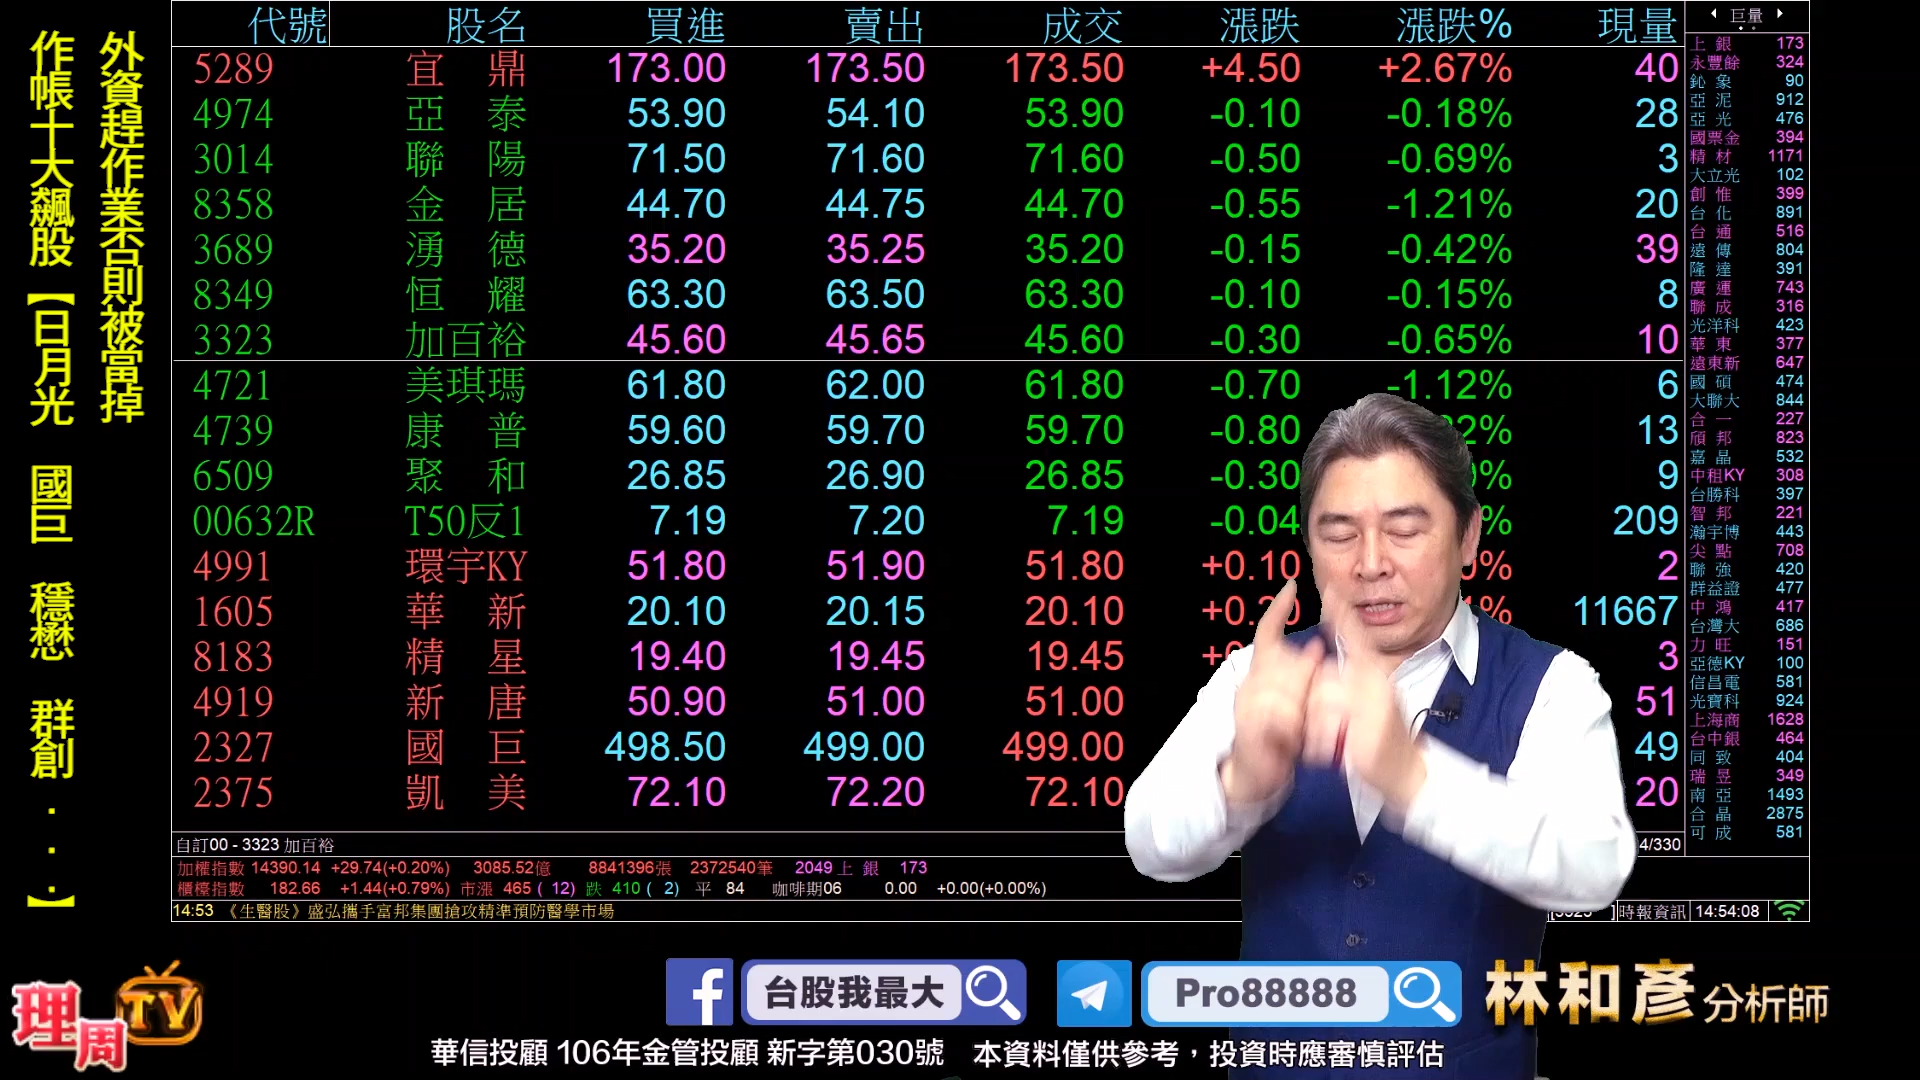 外資趕作業否則被當掉
作帳十大飆股【日月光 國巨 穩懋 群創...】
代號 股名 買進 賣出 成交 漲跌 漲跌% 現量
5289 宜鼎 173.00 173.50 173.50 +4.50 +2.67% 40
4974 亞泰 53.90 54.10 53.90 -0.10 -0.18% 28
3014 聯陽 71.50 71.60 71.60 -0.50 -0.69% 3
8358 金居 44.70 44.75 44.70 -0.55 -1.21% 20
3689 湧德 35.20 35.25 35.20 -0.15 -0.42% 39
8349 恒耀 63.30 63.50 63.30 -0.10 -0.15% 8
3323 加百裕 45.60 45.65 45.60 -0.30 -0.65% 10
4721 美琪瑪 61.80 62.00 61.80 -0.70 -1.12% 6
4739 康普 59.60 59.70 59.70 -0.80 2% 13
6509 聚和 26.85 26.90 26.85 -0.30 % 9
00632R T50反1 7.19 7.20 7.19 -0.04 % 209
4991 環宇KY 51.80 51.90 51.80 +0.10 % 2
1605 華新 20.10 20.15 20.10 % 11667
8183 精星 19.40 19.45 19.45 3
4919 新唐 50.90 51.00 51.00 51
2327 國巨 498.50 499.00 499.00 49
2375 凱美 72.10 72.20 72.10 20
巨量
上銀 173
永豐餘 324
鈊象 90
亞泥 912
亞光 476
國票金 394
精材 1171
大立光 102
創惟 399
台化 891
台通 516
遠傳 804
隆達 391
廣運 743
聯成 316
光洋科 423
華東 377
遠東新 647
國碩 474
大聯大 844
合一 227
頎邦 823
嘉晶 532
中租KY 308
台勝科 397
智邦 221
瀚宇博 443
尖點 708
聯強 420
群益證 477
中鴻 417
台灣大 686
力旺 151
亞德KY 100
信昌電 581
光寶科 924
上海商 1628
台中銀 464
同致 404
瑞昱 349
南亞 1493
合晶 2875
可成 581
自訂00 - 3323 加百裕 4/330
加權指數 14390.14 +29.74(+0.20%) 3085.52億 8841396張 2372540筆 2049 上銀 173
櫃檯指數 182.66 +1.44(+0.79%) 市漲 465 ( 12) 跌 410 ( 2) 平 84 咖啡期06 0.00 +0.00(+0.00%)
14:53 《生醫股》盛弘攜手富邦集團搶攻精準預防醫學市場 時報資訊 14:54:08
理周TV
f 台股我最大 Pro88888 林和彥分析師
華信投顧 106年金管投顧 新字第030號 本資料僅供參考，投資時應審慎評估